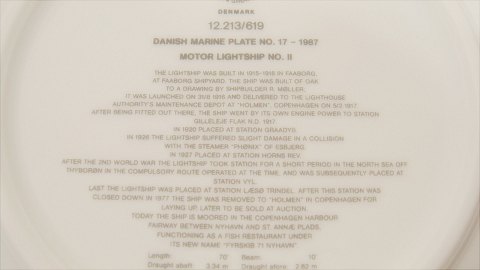 DENMARK
12.213/619
DANISH MARINE PLATE NO. 17 - 1987
MOTOR LIGHTSHIP NO. II
THE LIGHTSHIP WAS BUILT IN 1915-1916 IN FAABORG,
AT FAABORG SHIPYARD. THE SHIP WAS BUILT OF OAK
TO A DRAWING BY SHIPBUILDER R. MØLLER.
IT WAS LAUNCHED ON 31/8 1916 AND DELIVERED TO THE LIGHTHOUSE
AUTHORITY'S MAINTENANCE DEPOT AT "HOLMEN", COPENHAGEN ON 5/2 1917.
AFTER BEING FITTED OUT THERE, THE SHIP WENT BY ITS OWN ENGINE POWER TO STATION
GILLELEJE FLAK N.D. 1917.
IN 1920 PLACED AT STATION GRAADYB.
IN 1926 THE LIGHTSHIP SUFFERED SLIGHT DAMAGE IN A COLLISION
WITH THE STEAMER "PHØNIX" OF ESBJERG.
IN 1927 PLACED AT STATION HORNS REV.
AFTER THE 2ND WORLD WAR THE LIGHTSHIP TOOK STATION FOR A SHORT PERIOD IN THE NORTH SEA OFF
THYBORØN IN THE COMPULSORY ROUTE OPERATED AT THE TIME, AND WAS SUBSEQUENTLY PLACED AT
STATION VYL.
LAST THE LIGHTSHIP WAS PLACED AT STATION LÆSØ TRINDEL. AFTER THIS STATION WAS
CLOSED DOWN IN 1977 THE SHIP WAS REMOVED TO "HOLMEN" IN COPENHAGEN FOR
LAYING UP, LATER TO BE SOLD AT AUCTION.
TODAY THE SHIP IS MOORED IN THE COPENHAGEN HARBOUR
FAIRWAY BETWEEN NYHAVN AND ST. ANNÆ PLADS,
FUNCTIONING AS A FISH RESTAURANT UNDER
ITS NEW NAME "FYRSKIB 71 NYHAVN"
Length: 70' Beam: 20'
Draught abaft: 3.34 m Draught afore: 2.62 m